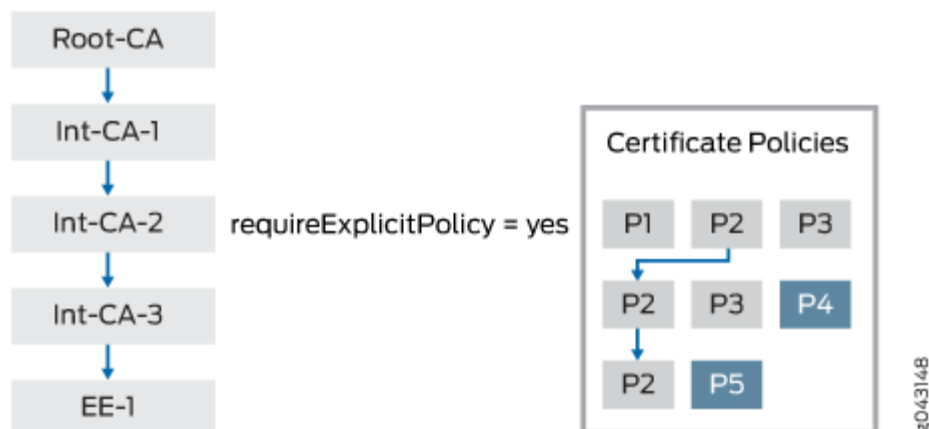 Root-CA
Int-CA-1
Certificate Policies
Int-CA-2 requireExplicitPolicy = yes P1 P2 P3
Int-CA-3 P2 P3 P4
EE-1 P2 P5
g043148